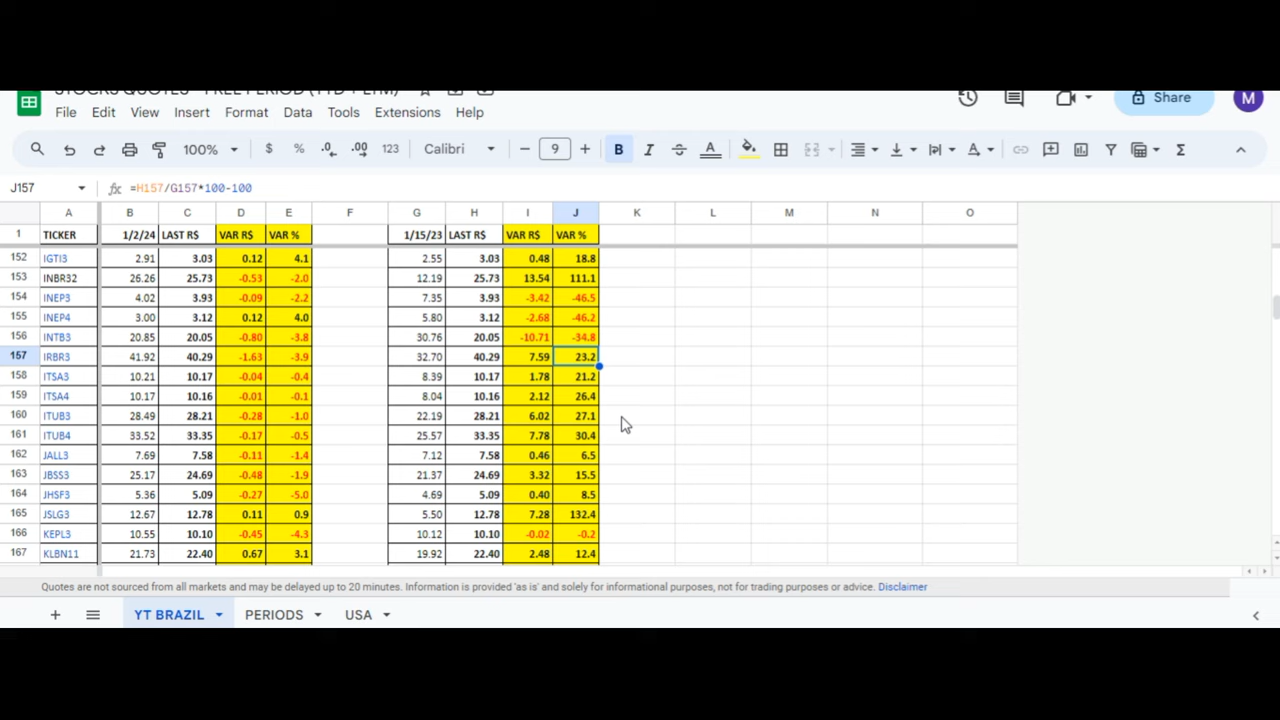 STOCKS QUOTES - FREE PERIOD (YTD + LTM)
File Edit View Insert Format Data Tools Extensions Help
Share M
100% $ % .0 .00 123 Calibri 9 B I A
J157 =H157/G157*100-100
A B C D E F G H I J K L M N O
1 TICKER 1/2/24 LAST R$ VAR R$ VAR % 1/15/23 LAST R$ VAR R$ VAR %
152 IGTI3 2.91 3.03 0.12 4.1 2.55 3.03 0.48 18.8
153 INBR32 26.26 25.73 -0.53 -2.0 12.19 25.73 13.54 111.1
154 INEP3 4.02 3.93 -0.09 -2.2 7.35 3.93 -3.42 -46.5
155 INEP4 3.00 3.12 0.12 4.0 5.80 3.12 -2.68 -46.2
156 INTB3 20.85 20.05 -0.80 -3.8 30.76 20.05 -10.71 -34.8
157 IRBR3 41.92 40.29 -1.63 -3.9 32.70 40.29 7.59 23.2
158 ITSA3 10.21 10.17 -0.04 -0.4 8.39 10.17 1.78 21.2
159 ITSA4 10.17 10.16 -0.01 -0.1 8.04 10.16 2.12 26.4
160 ITUB3 28.49 28.21 -0.28 -1.0 22.19 28.21 6.02 27.1
161 ITUB4 33.52 33.35 -0.17 -0.5 25.57 33.35 7.78 30.4
162 JALL3 7.69 7.58 -0.11 -1.4 7.12 7.58 0.46 6.5
163 JBSS3 25.17 24.69 -0.48 -1.9 21.37 24.69 3.32 15.5
164 JHSF3 5.36 5.09 -0.27 -5.0 4.69 5.09 0.40 8.5
165 JSLG3 12.67 12.78 0.11 0.9 5.50 12.78 7.28 132.4
166 KEPL3 10.55 10.10 -0.45 -4.3 10.12 10.10 -0.02 -0.2
167 KLBN11 21.73 22.40 0.67 3.1 19.92 22.40 2.48 12.4
Quotes are not sourced from all markets and may be delayed up to 20 minutes. Information is provided 'as is' and solely for informational purposes, not for trading purposes or advice. Disclaimer
YT BRAZIL PERIODS USA